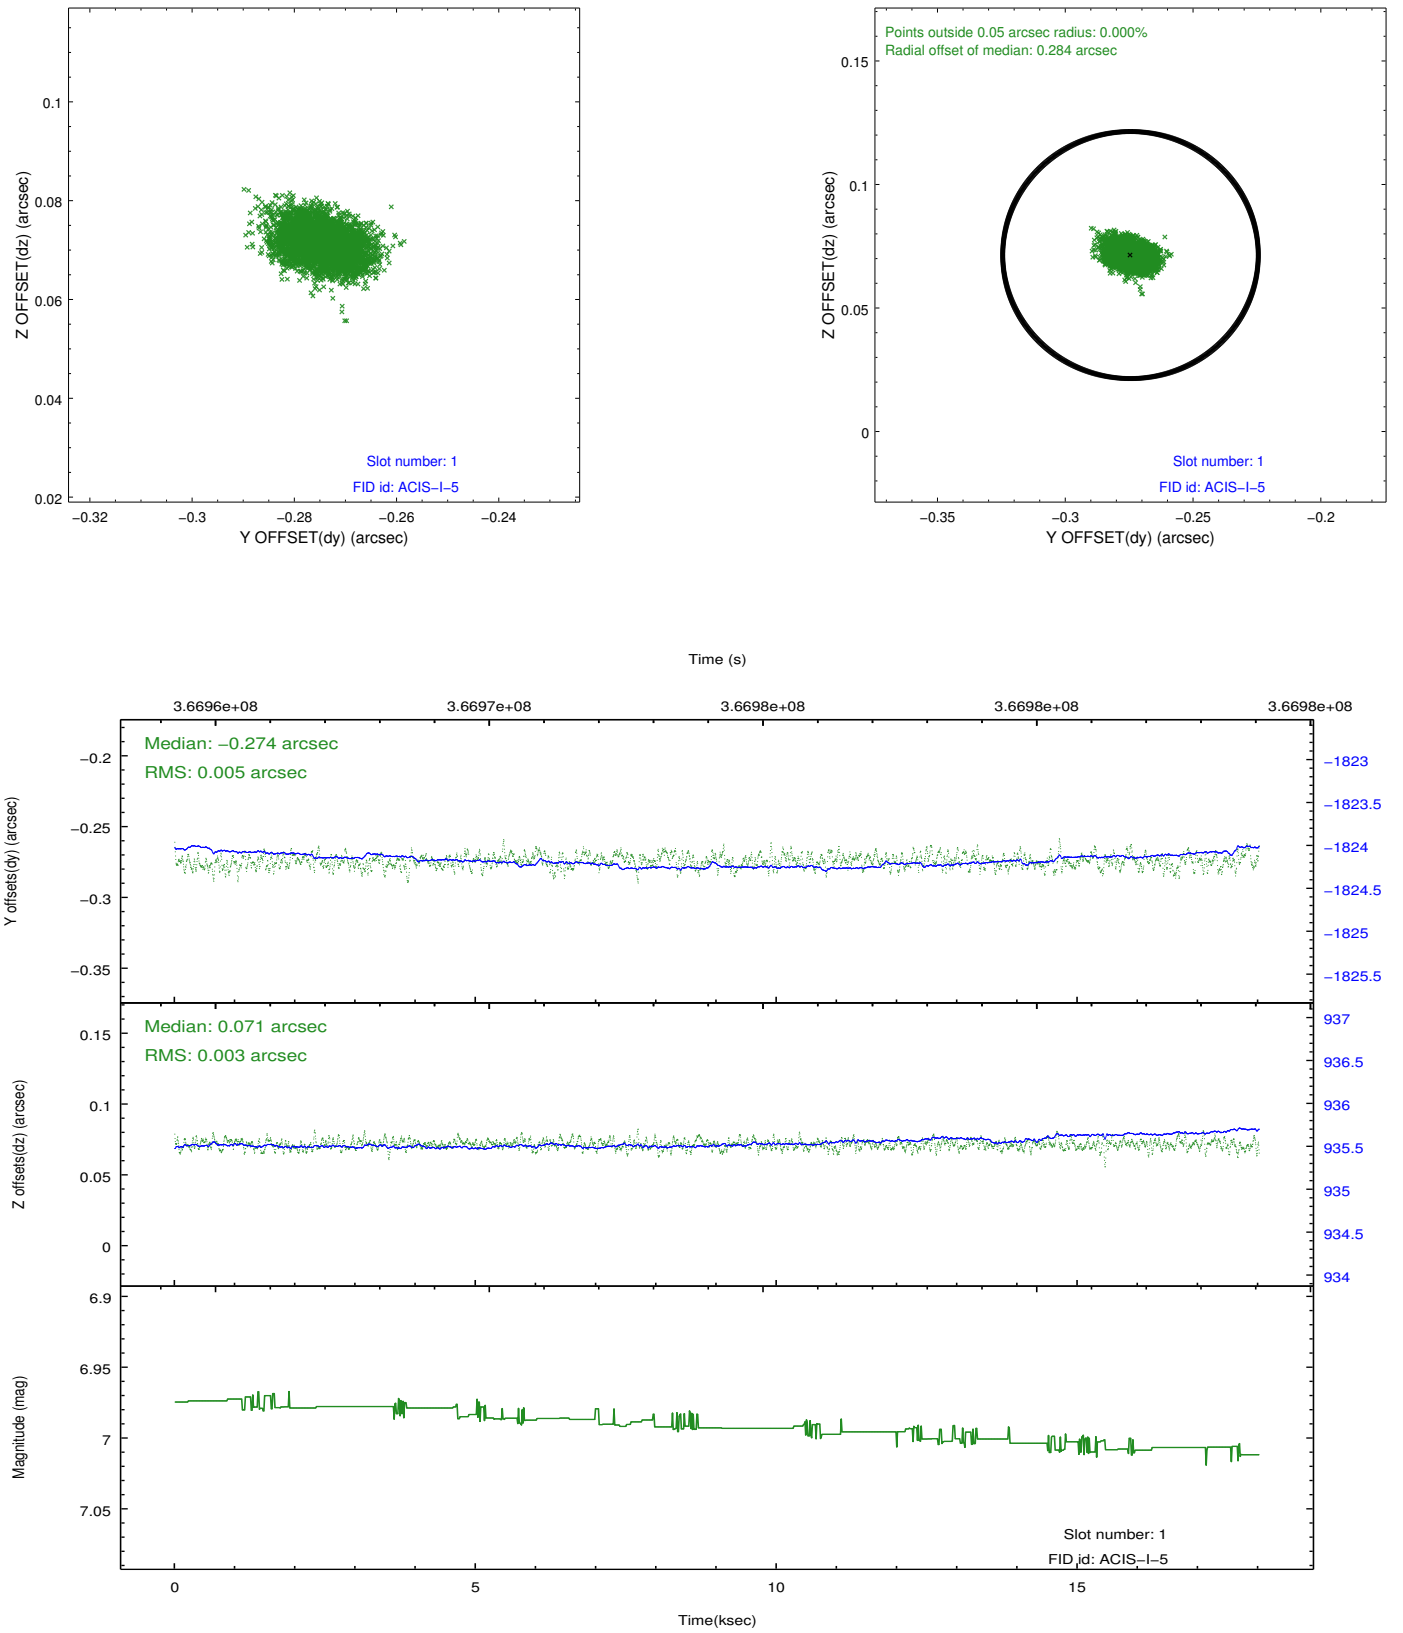 0.1
0.08
0.06
0.04
0.02
Z OFFSET(dz) (arcsec)
Slot number: 1
FID id: ACIS−I−5
−0.32 −0.3 −0.28 −0.26 −0.24
Y OFFSET(dy) (arcsec)
Points outside 0.05 arcsec radius: 0.000%
Radial offset of median: 0.284 arcsec
0.15
0.1
0.05
0
Z OFFSET(dz) (arcsec)
Slot number: 1
FID id: ACIS−I−5
−0.35 −0.3 −0.25 −0.2
Y OFFSET(dy) (arcsec)
Time (s)
3.6696e+08 3.6697e+08 3.6698e+08 3.6698e+08 3.6698e+08
Median: −0.274 arcsec
RMS: 0.005 arcsec
−0.2
−0.25
−0.3
−0.35
Y offsets(dy) (arcsec)
−1823
−1823.5
−1824
−1824.5
−1825
−1825.5
Median: 0.071 arcsec
RMS: 0.003 arcsec
0.15
0.1
0.05
0
Z offsets(dz) (arcsec)
937
936.5
936
935.5
935
934.5
934
6.9
6.95
7
7.05
Magnitude (mag)
Slot number: 1
FID id: ACIS−I−5
0 5 10 15
Time(ksec)